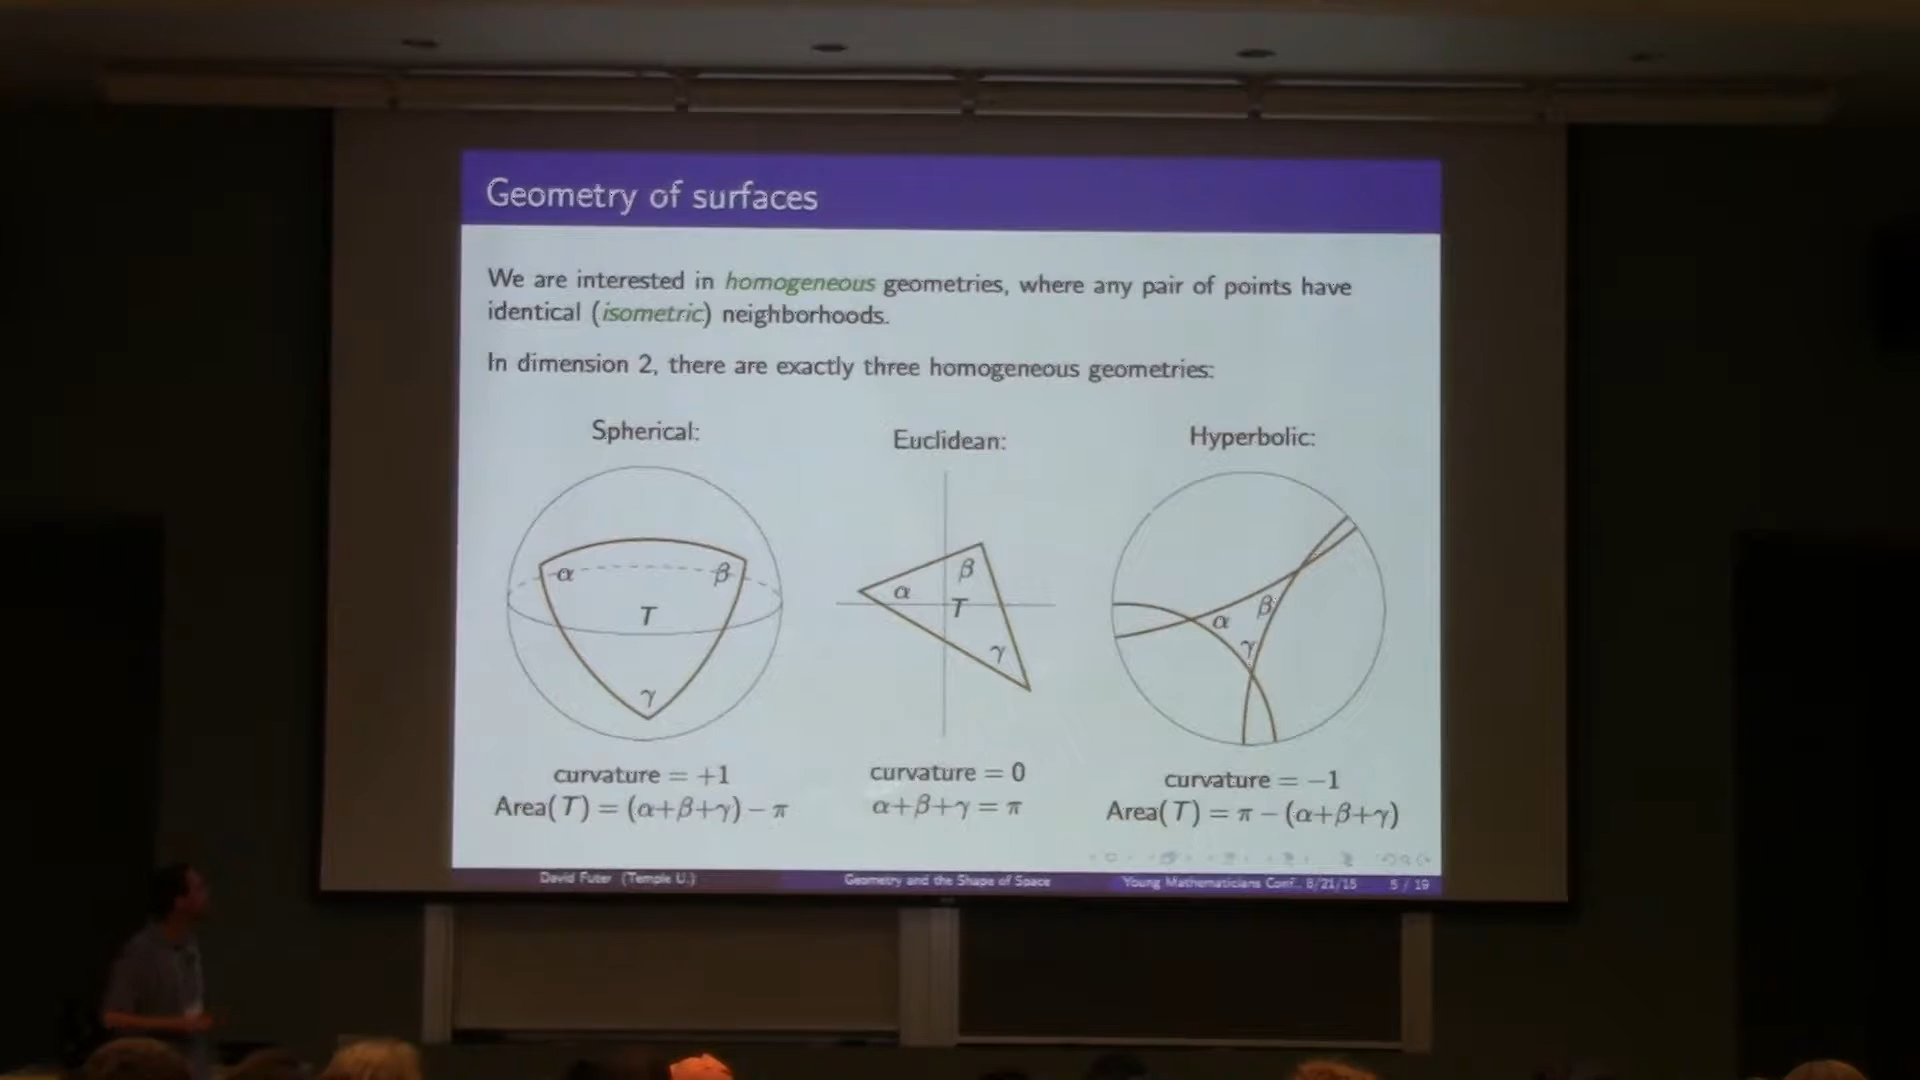 Geometry of surfaces
We are interested in homogeneous geometries, where any pair of points have
identical (isometric) neighborhoods.
In dimension 2, there are exactly three homogeneous geometries:
Spherical:
Euclidean:
Hyperbolic:
α
β
T
γ
α
β
T
γ
α
β
γ
curvature = +1
Area(T) = (α+β+γ) − π
curvature = 0
α+β+γ = π
curvature = −1
Area(T) = π − (α+β+γ)
David Futer (Temple U.)
Geometry and the Shape of Space
Young Mathematicians Conf. 8/21/15
5 / 19